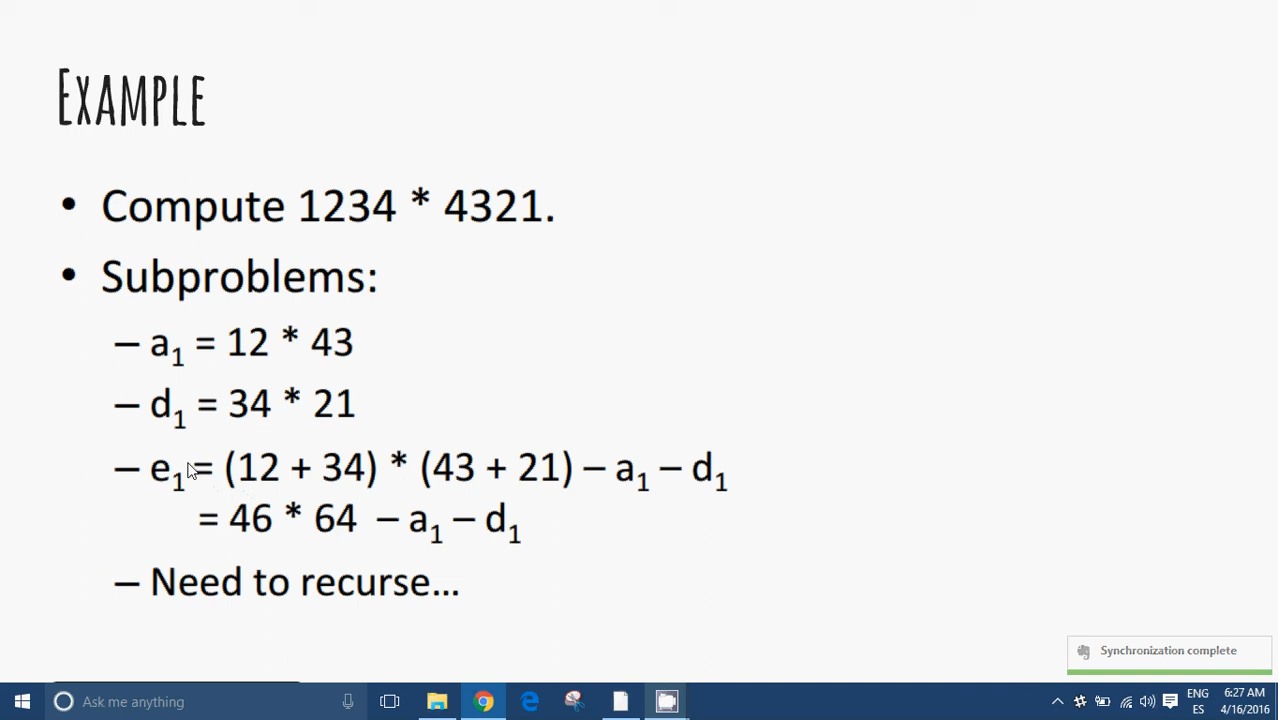 EXAMPLE
• Compute 1234 * 4321.
• Subproblems:
– a₁ = 12 * 43
– d₁ = 34 * 21
– e₁ = (12 + 34) * (43 + 21) – a₁ – d₁
= 46 * 64 – a₁ – d₁
– Need to recurse...
Synchronization complete
Ask me anything
ENG 6:27 AM
ES 4/16/2016